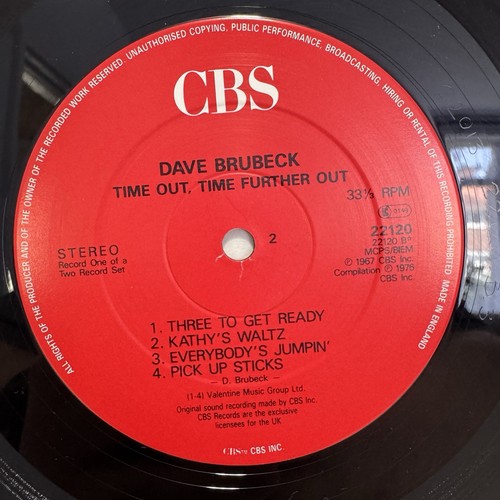 ALL RIGHTS OF THE PRODUCER AND OF THE OWNER OF THE RECORDED WORK RESERVED. UNAUTHORISED COPYING, PUBLIC PERFORMANCE, BROADCASTING, HIRING OR RENTAL OF THIS RECORD PROHIBITED. MADE IN ENGLAND
CBS
DAVE BRUBECK
TIME OUT, TIME FURTHER OUT
33⅓ RPM
STEREO
Record One of a
Two Record Set
2
22120
22120 B
MCPS/BIEM
℗ 1967 CBS Inc.
Compilation ℗ 1978
CBS Inc.
1. THREE TO GET READY
2. KATHY'S WALTZ
3. EVERYBODY'S JUMPIN'
4. PICK UP STICKS
— D. Brubeck —
(1-4) Valentine Music Group Ltd.
Original sound recording made by CBS Inc.
CBS Records are the exclusive
licensees for the UK
CBS TM CBS INC.